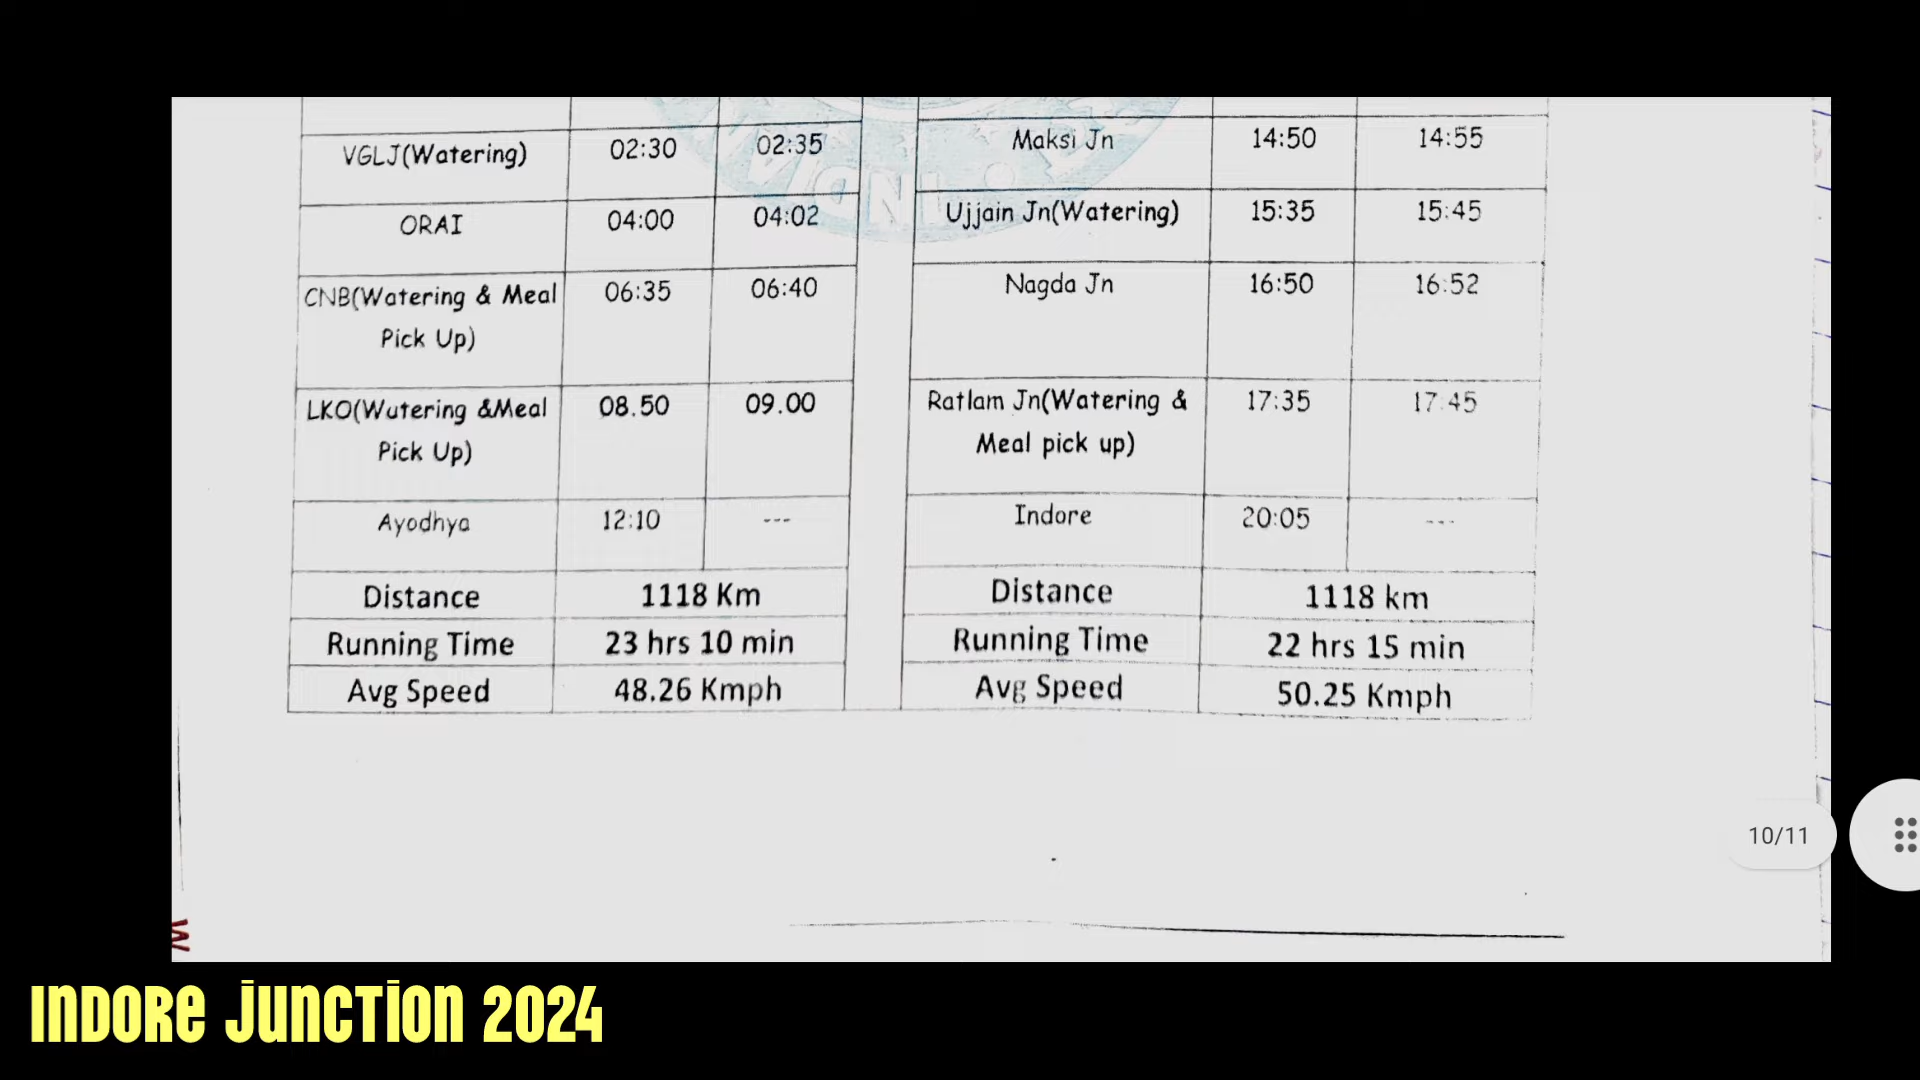 VGLJ(Watering) 02:30 02:35
ORAI 04:00 04:02
CNB(Watering & Meal 06:35 06:40
Pick Up)
LKO(Wutering &Meal 08.50 09.00
Pick Up)
Ayodhya 12:10 ---
Distance 1118 Km
Running Time 23 hrs 10 min
Avg Speed 48.26 Kmph
Maksi Jn 14:50 14:55
Ujjain Jn(Watering) 15:35 15:45
Nagda Jn 16:50 16:52
Ratlam Jn(Watering & 17:35 17:45
Meal pick up)
Indore 20:05 ---
Distance 1118 km
Running Time 22 hrs 15 min
Avg Speed 50.25 Kmph
10/11
INDORE JUNCTION 2024